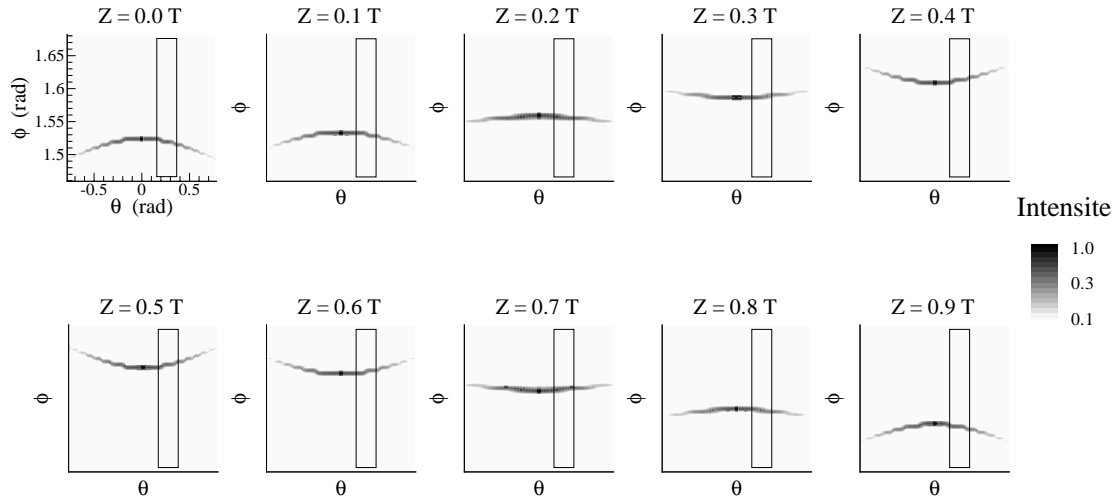 Z = 0.0 T
Z = 0.1 T
Z = 0.2 T
Z = 0.3 T
Z = 0.4 T
ϕ (rad)
1.65
1.6
1.55
1.5
-0.5
0
0.5
θ (rad)
ϕ
θ
ϕ
θ
ϕ
θ
ϕ
θ
Intensite
1.0
0.3
0.1
Z = 0.5 T
Z = 0.6 T
Z = 0.7 T
Z = 0.8 T
Z = 0.9 T
ϕ
θ
ϕ
θ
ϕ
θ
ϕ
θ
ϕ
θ